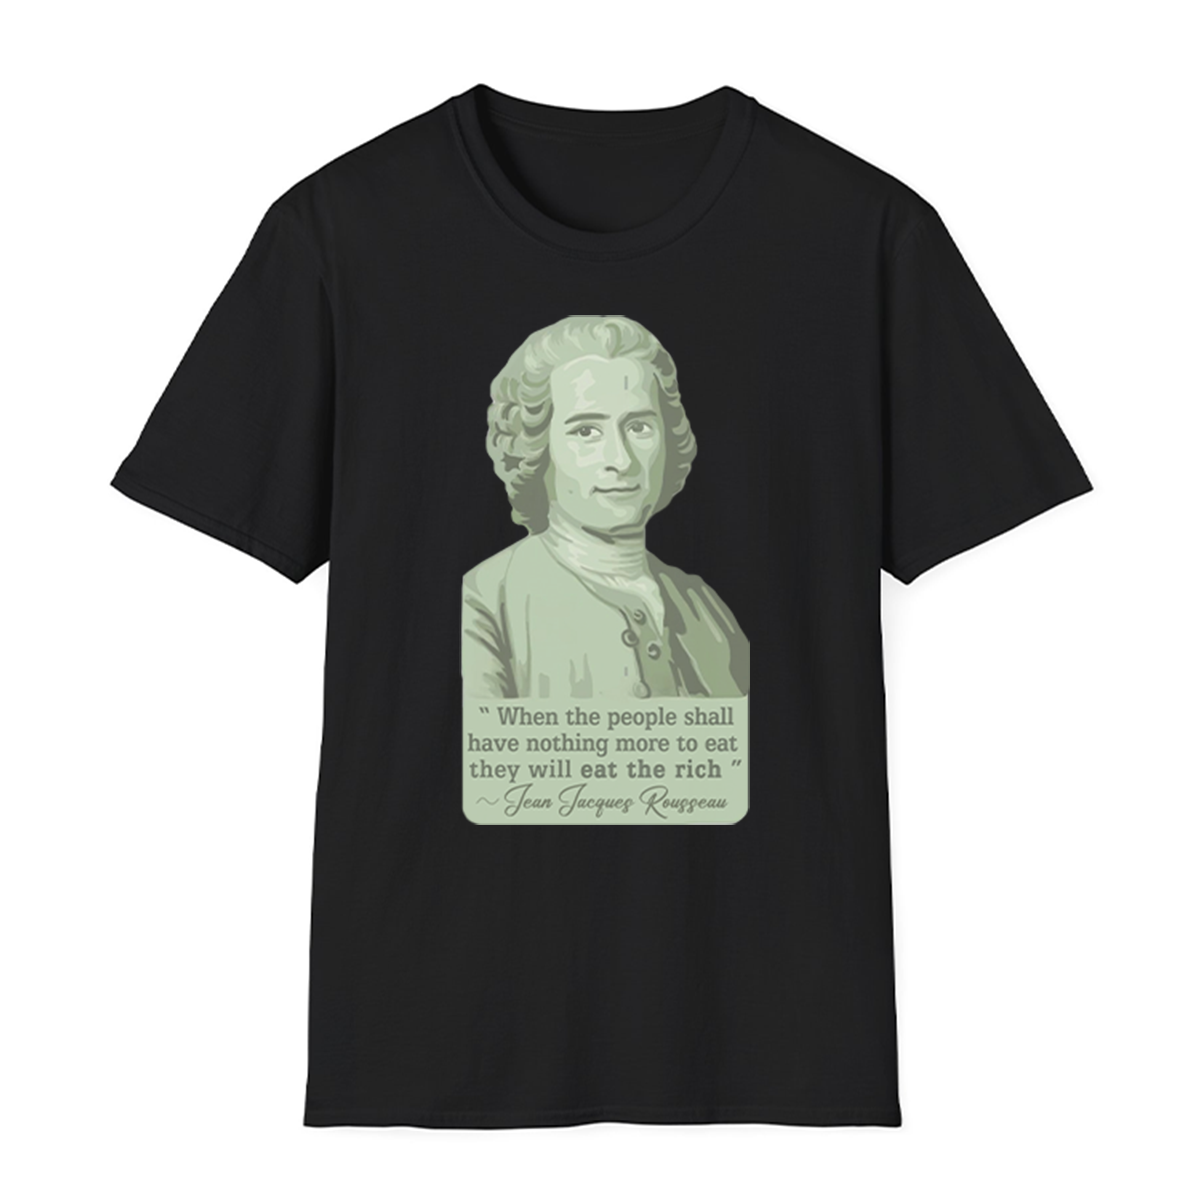 “ When the people shall
have nothing more to eat
they will eat the rich ”
~ Jean Jacques Rousseau